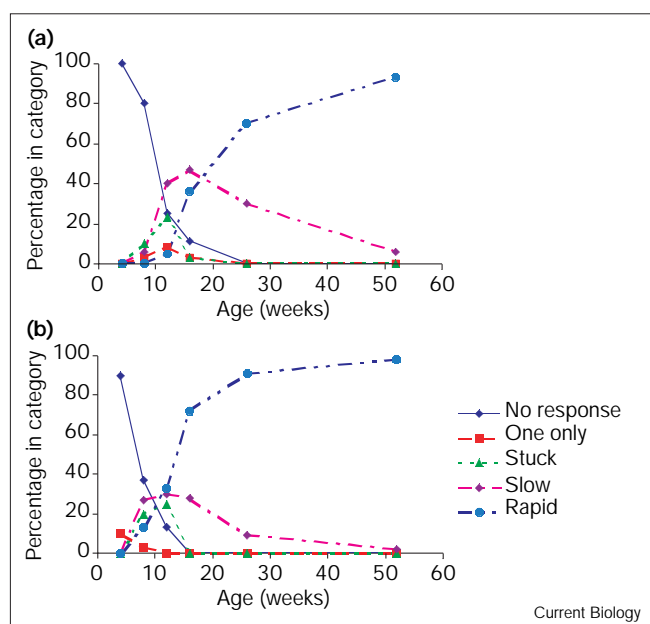 (a)
Percentage in category
100
80
60
40
20
0
0 10 20 30 40 50 60
Age (weeks)
(b)
Percentage in category
100
80
60
40
20
0
0 10 20 30 40 50 60
Age (weeks)
No response
One only
Stuck
Slow
Rapid
Current Biology